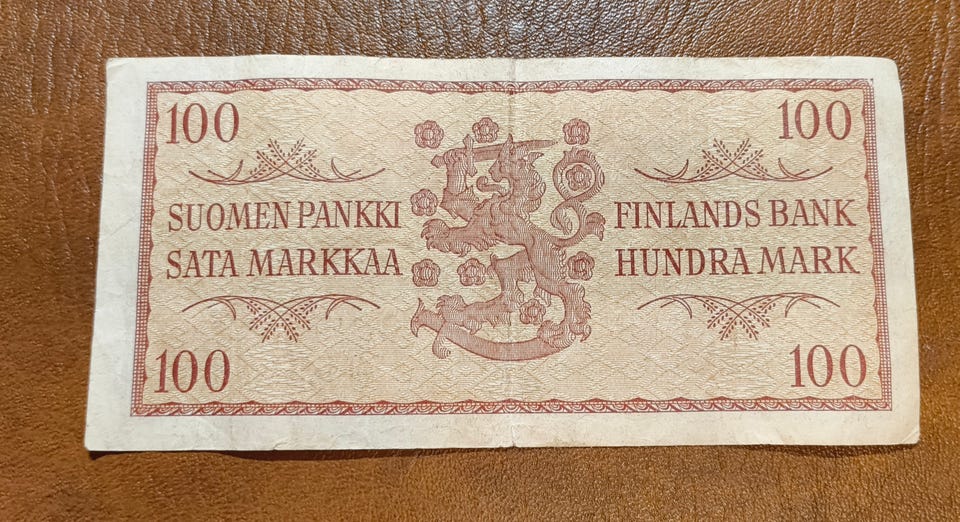 100 100
SUOMEN PANKKI FINLANDS BANK
SATA MARKKAA HUNDRA MARK
100 100